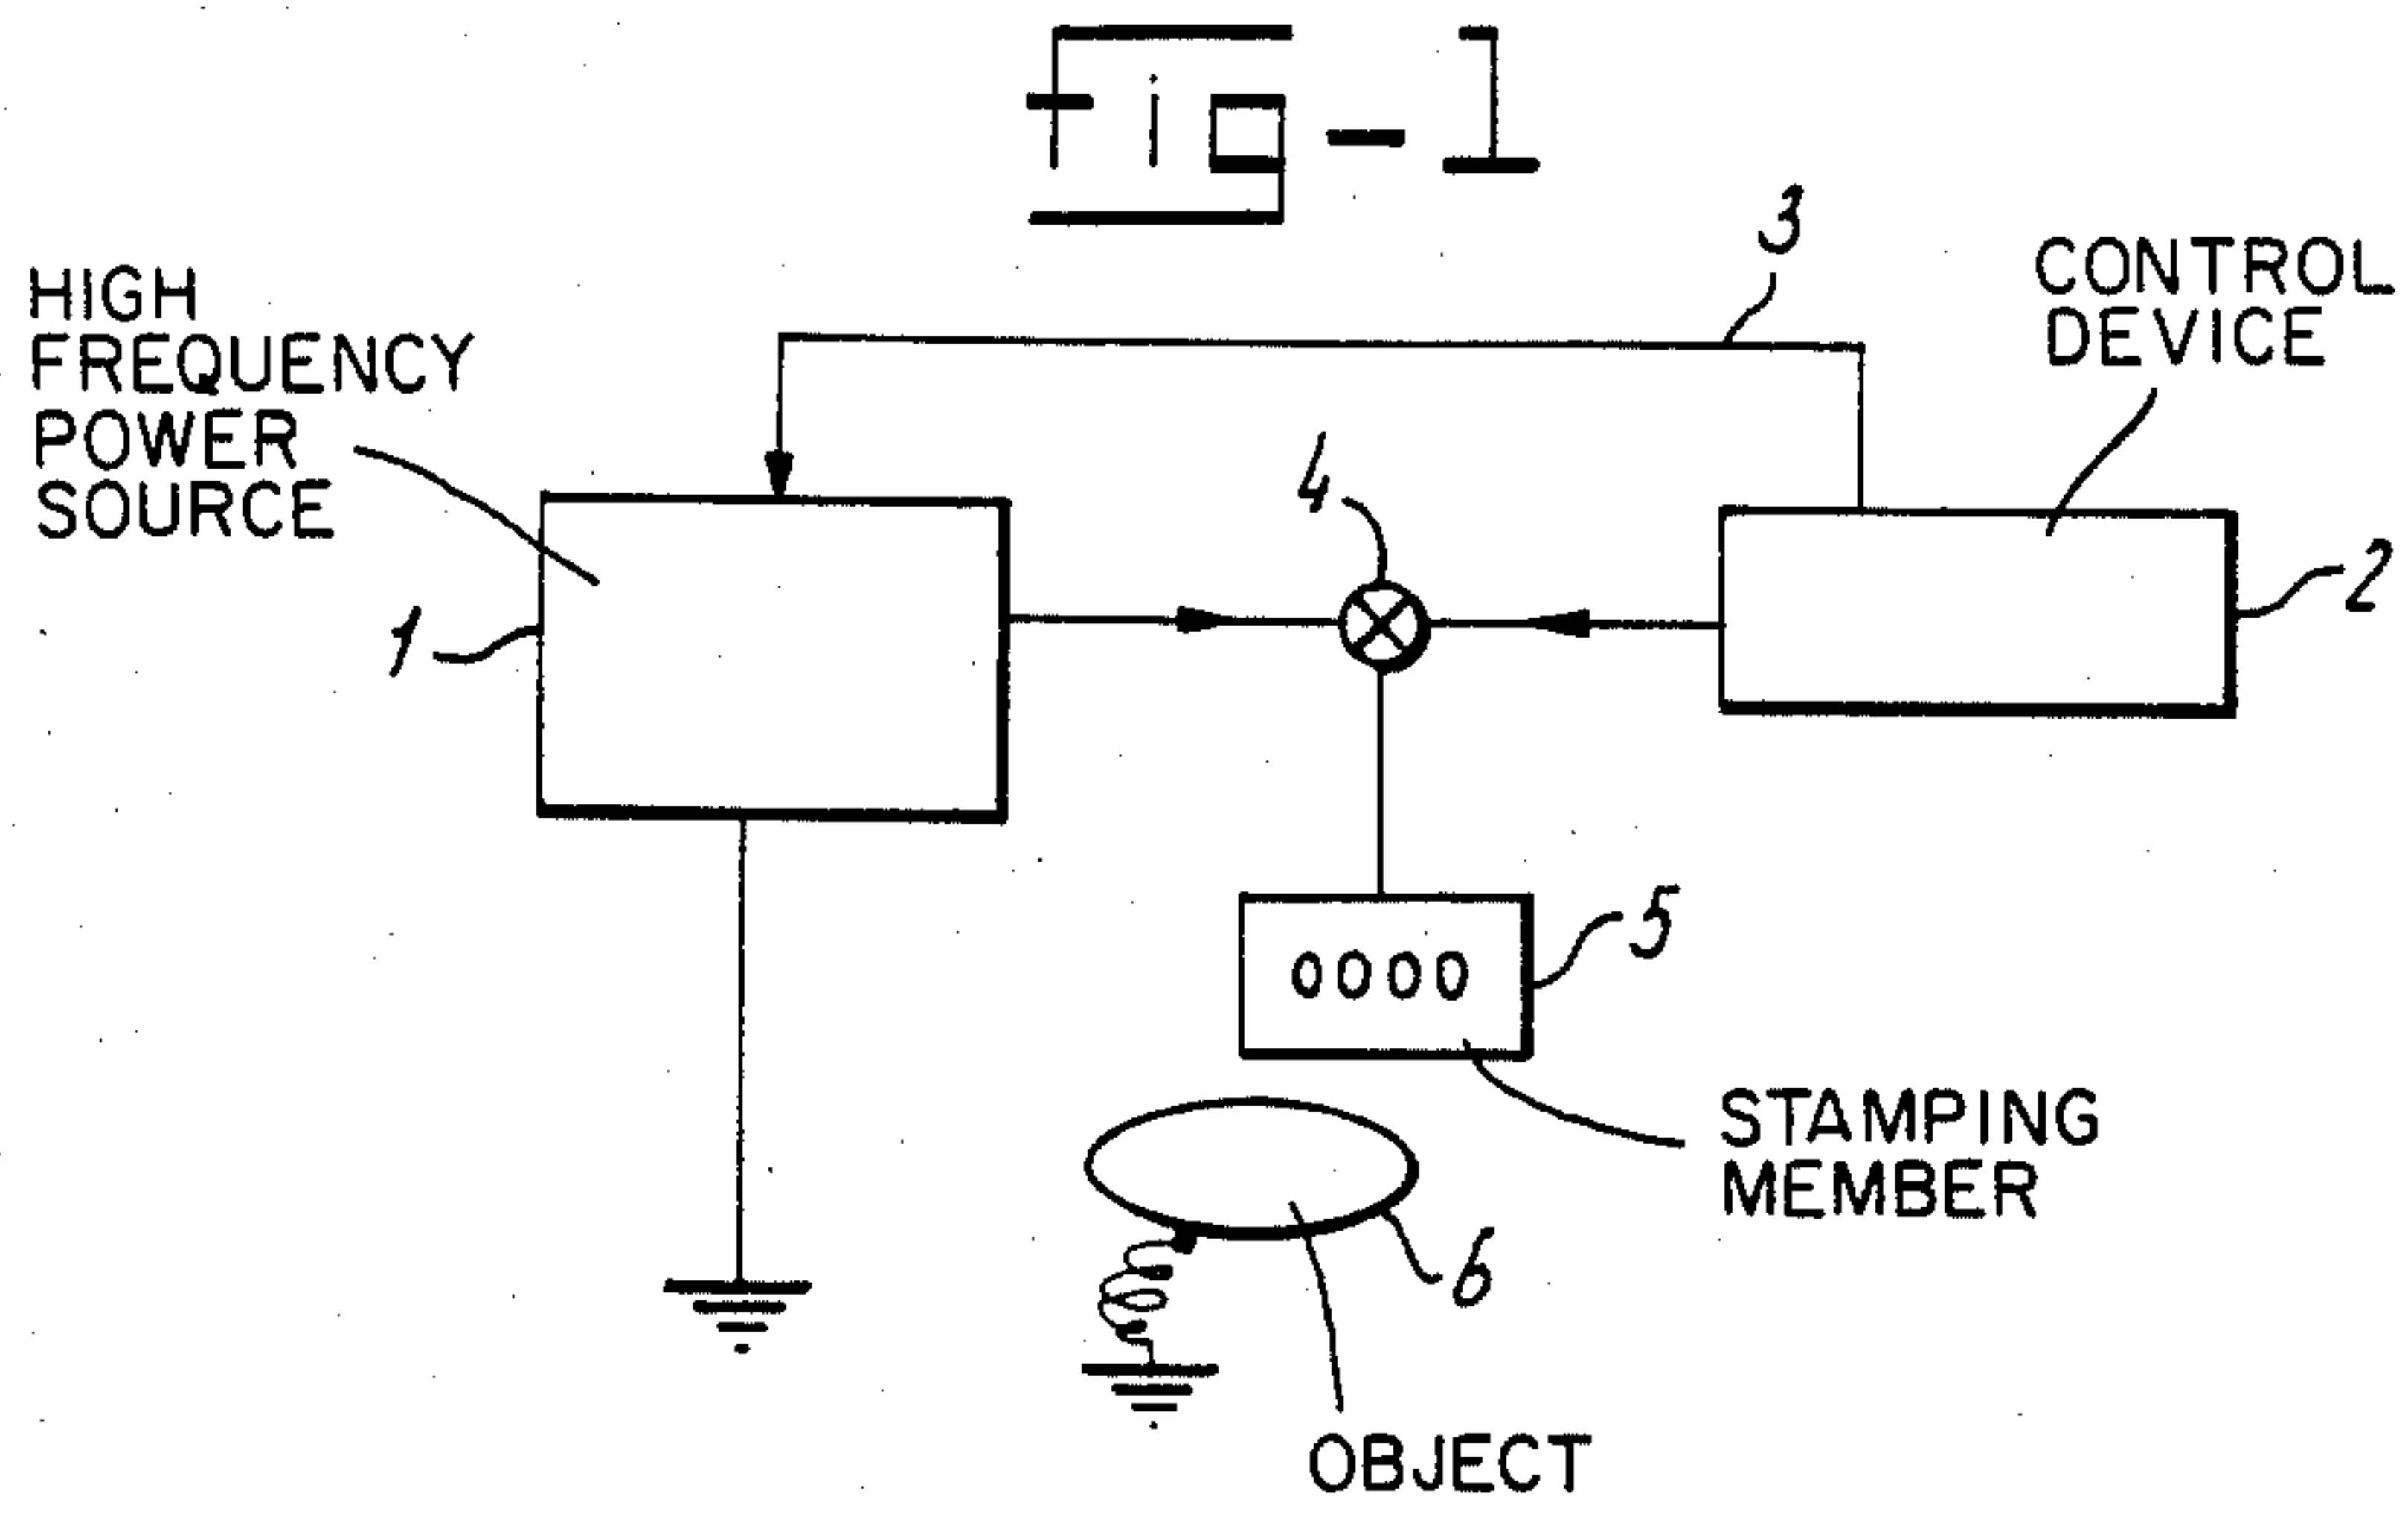 Fig-1
HIGH
FREQUENCY
POWER
SOURCE
3
CONTROL
DEVICE
4
1
2
0000
5
STAMPING
MEMBER
6
OBJECT